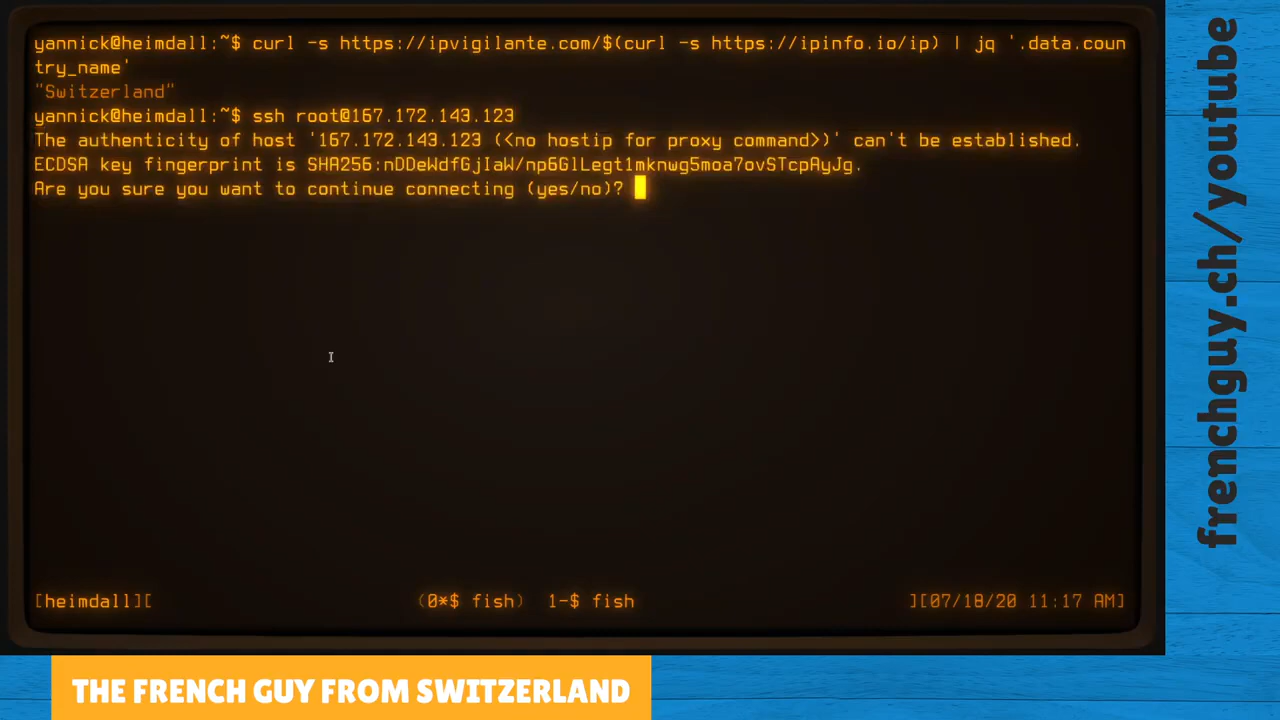 yannick@heimdall:~$ curl -s https://ipvigilante.com/$(curl -s https://ipinfo.io/ip) | jq '.data.coun
try_name'
"Switzerland"
yannick@heimdall:~$ ssh root@167.172.143.123
The authenticity of host '167.172.143.123 (<no hostip for proxy command>)' can't be established.
ECDSA key fingerprint is SHA256:nDDeWdfGjIaW/np6GlLegt1mknwg5moa7ovSTcpAyJg.
Are you sure you want to continue connecting (yes/no)?
[heimdall][ (0*$ fish) 1-$ fish ][07/18/20 11:17 AM]
THE FRENCH GUY FROM SWITZERLAND
frenchguy.ch/youtube